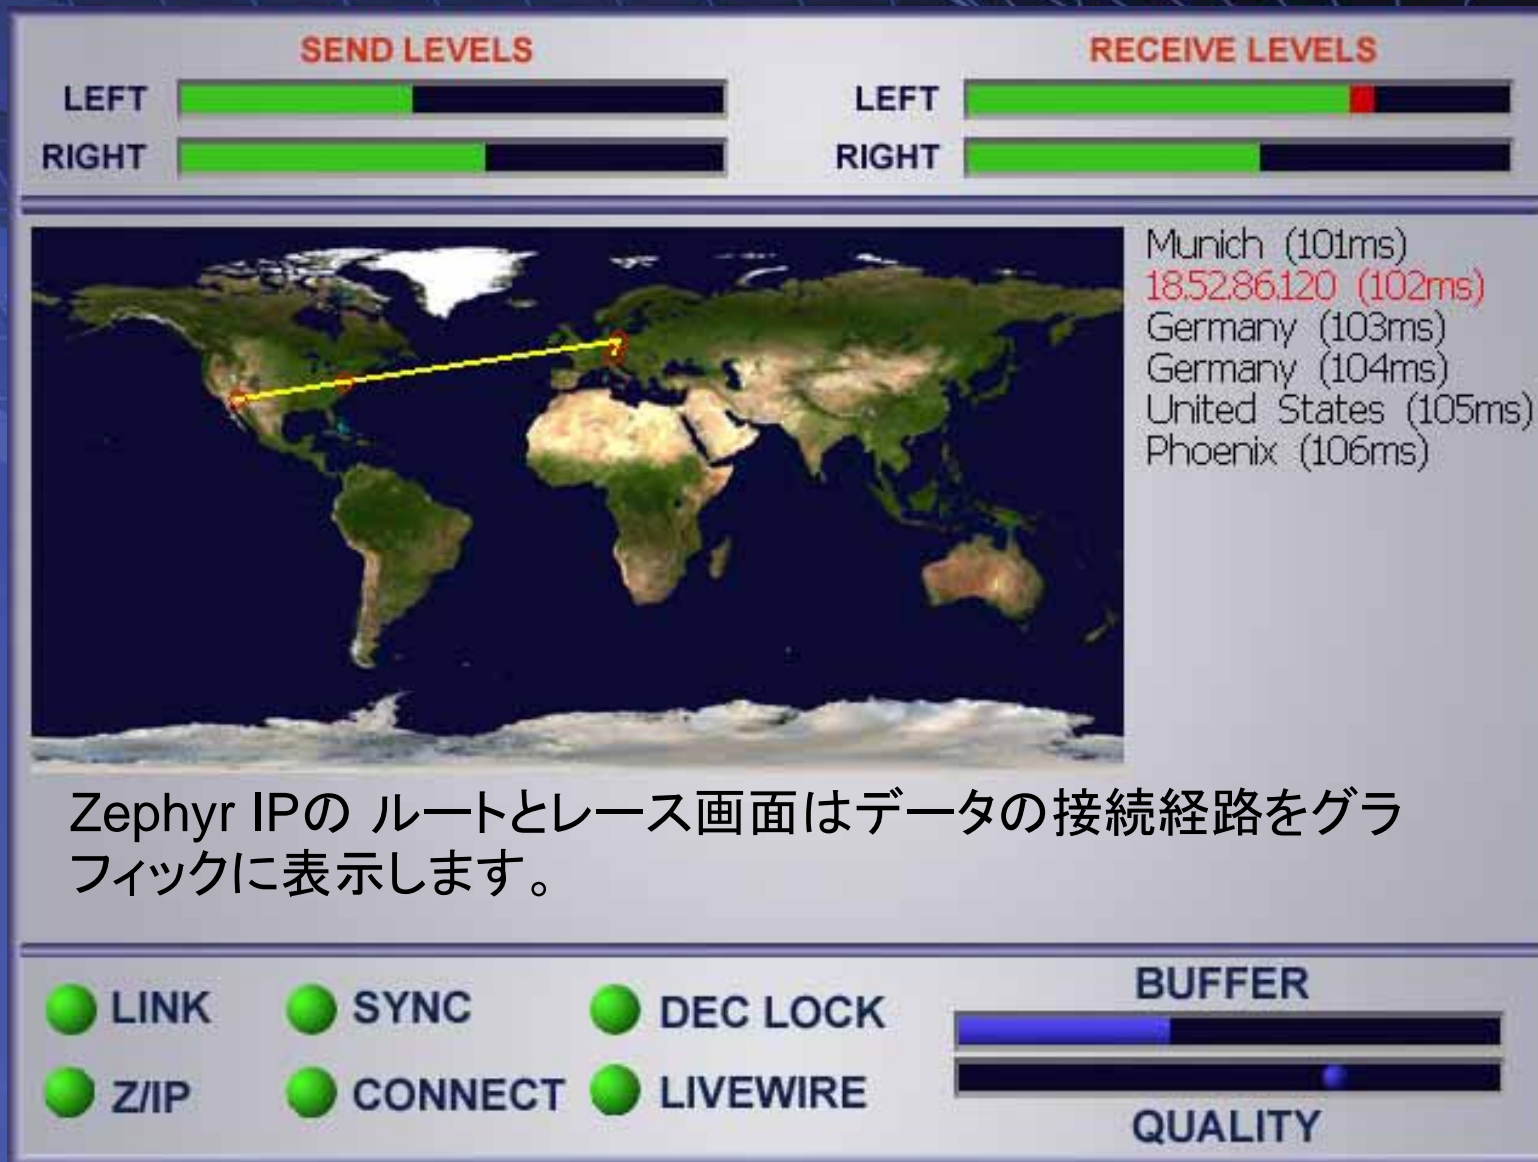 SEND LEVELS
LEFT
RIGHT
RECEIVE LEVELS
LEFT
RIGHT
Munich (101ms)
18.52.86.120 (102ms)
Germany (103ms)
Germany (104ms)
United States (105ms)
Phoenix (106ms)
Zephyr IPの ルートとレース画面はデータの接続経路をグラ
フィックに表示します。
LINK
SYNC
DEC LOCK
Z/IP
CONNECT
LIVEWIRE
BUFFER
QUALITY